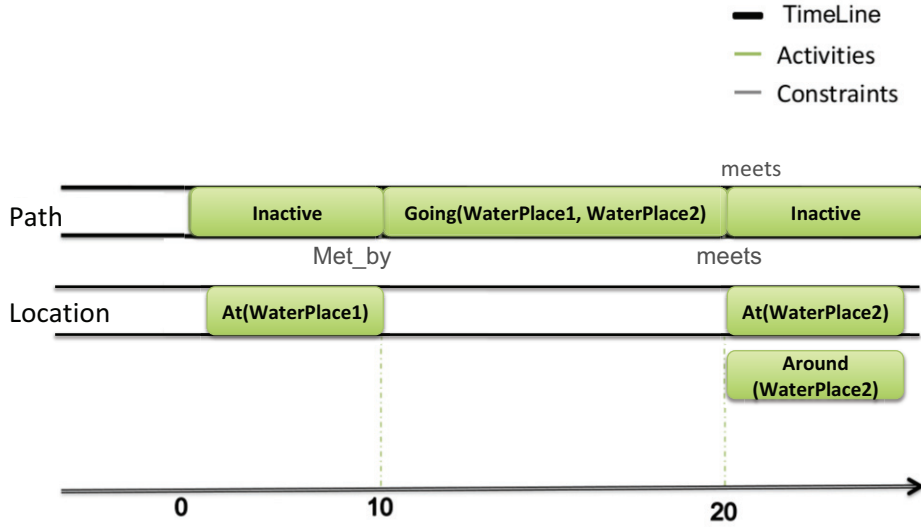 TimeLine
Activities
Constraints
meets
Path
Inactive
Going(WaterPlace1, WaterPlace2)
Inactive
Met_by
meets
Location
At(WaterPlace1)
At(WaterPlace2)
Around
(WaterPlace2)
0
10
20